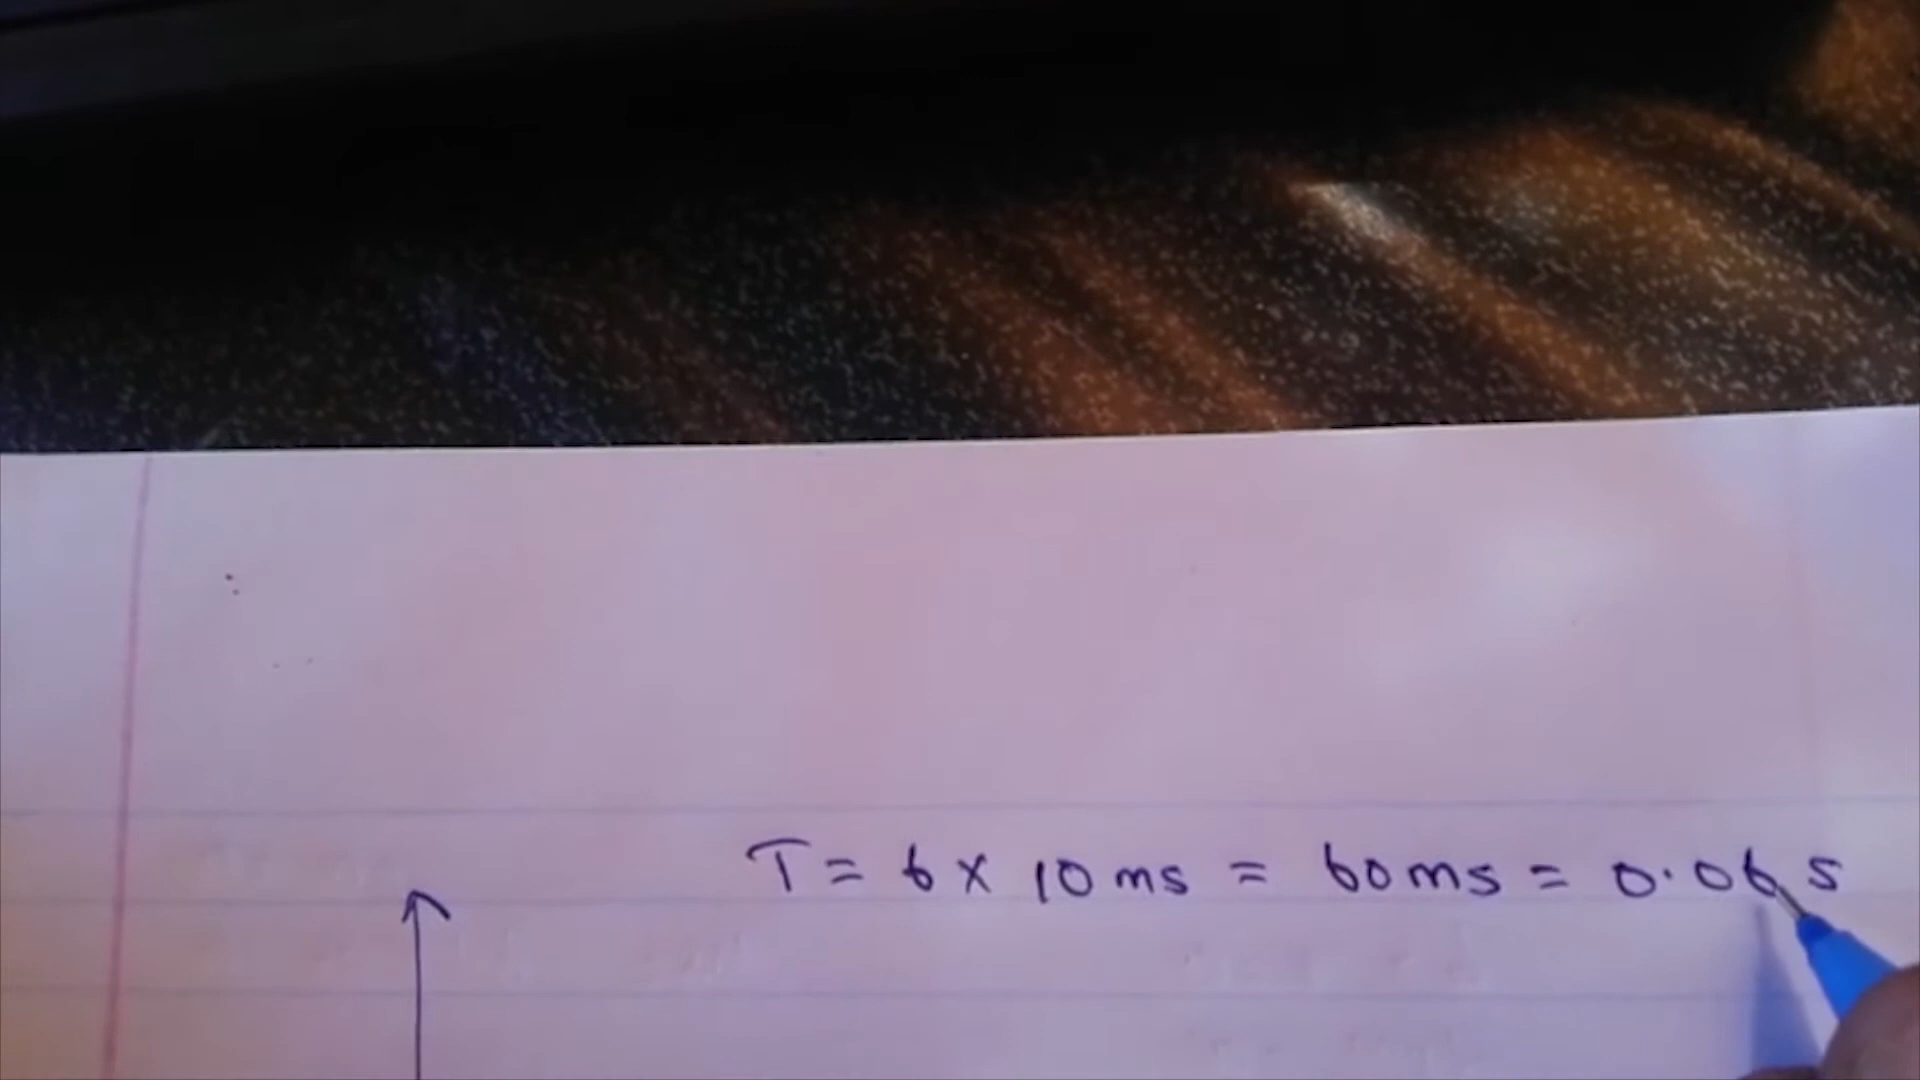 T = 6 × 10 ms = 60 ms = 0.06 s